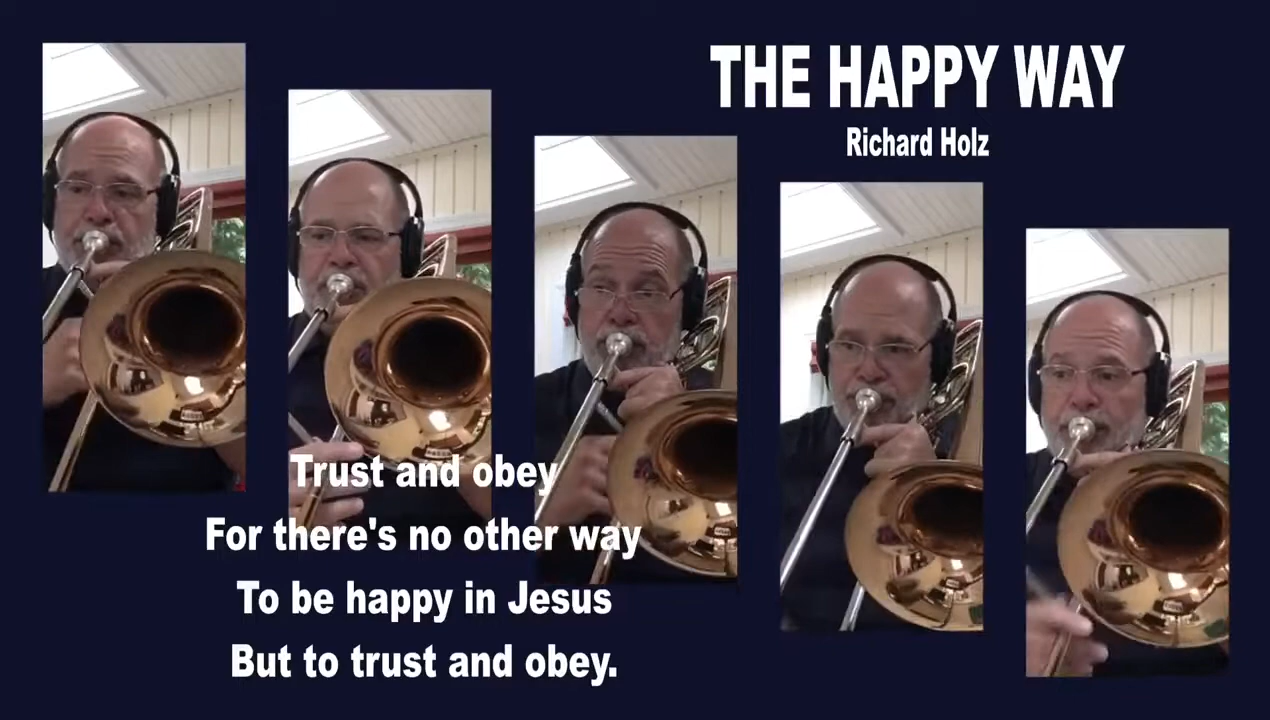 THE HAPPY WAY
Richard Holz
Trust and obey
For there's no other way
To be happy in Jesus
But to trust and obey.